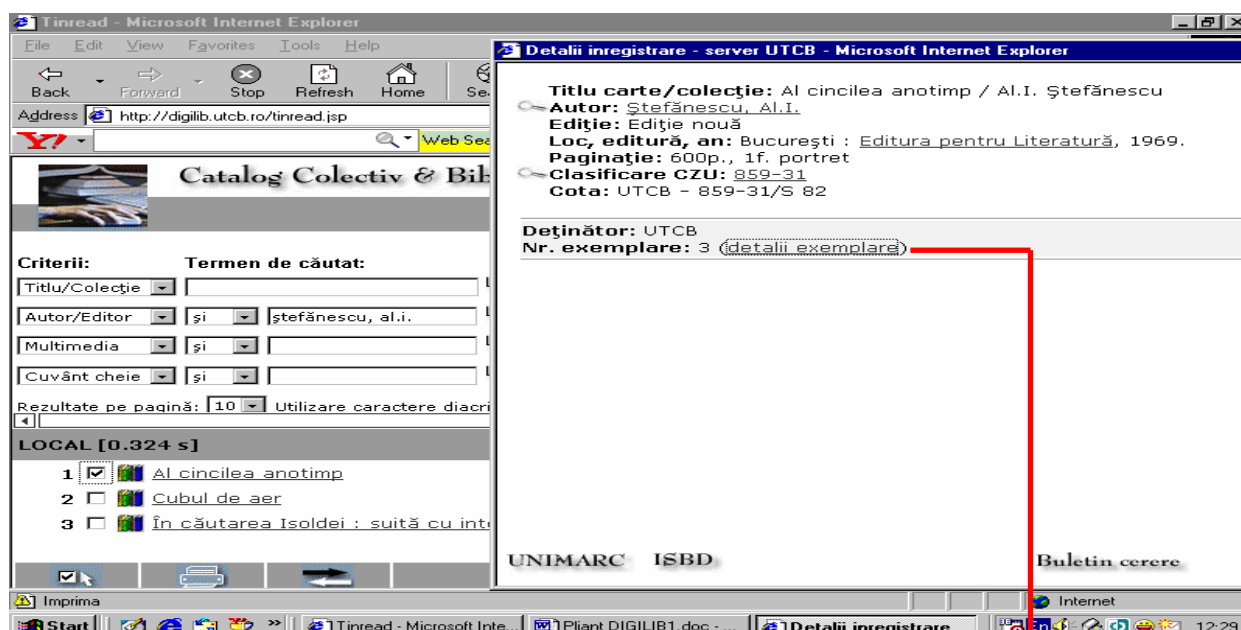 Tinread - Microsoft Internet Explorer
File Edit View Favorites Tools Help
Back Forward Stop Refresh Home
Address http://digilib.utcb.ro/tinread.jsp
Y!
Catalog Colectiv &
Criterii: Termen de căutat:
Titlu/Colecţie
Autor/Editor şi ştefănescu, al.i.
Multimedia şi
Cuvânt cheie şi
Rezultate pe pagină: 10 Utilizare caractere
LOCAL [0.324 s]
1 Al cincilea anotimp
2 Cubul de aer
3 În căutarea Isoldei : suită cu
Imprima
Detalii inregistrare - server UTCB - Microsoft Internet Explorer
Titlu carte/colecţie: Al cincilea anotimp / Al.I. Ştefănescu
Autor: Ştefănescu, Al.I.
Ediţie: Ediţie nouă
Loc, editură, an: Bucureşti : Editura pentru Literatură, 1969.
Paginaţie: 600p., 1f. portret
Clasificare CZU: 859-31
Cota: UTCB - 859-31/S 82
Deţinător: UTCB
Nr. exemplare: 3 (detalii exemplare)
UNIMARC ISBD Buletin cerere
Internet
Start » Tinread - Microsoft Inte... Pliant DIGILIB1.doc - ... Detalii inregistrare En 12:29